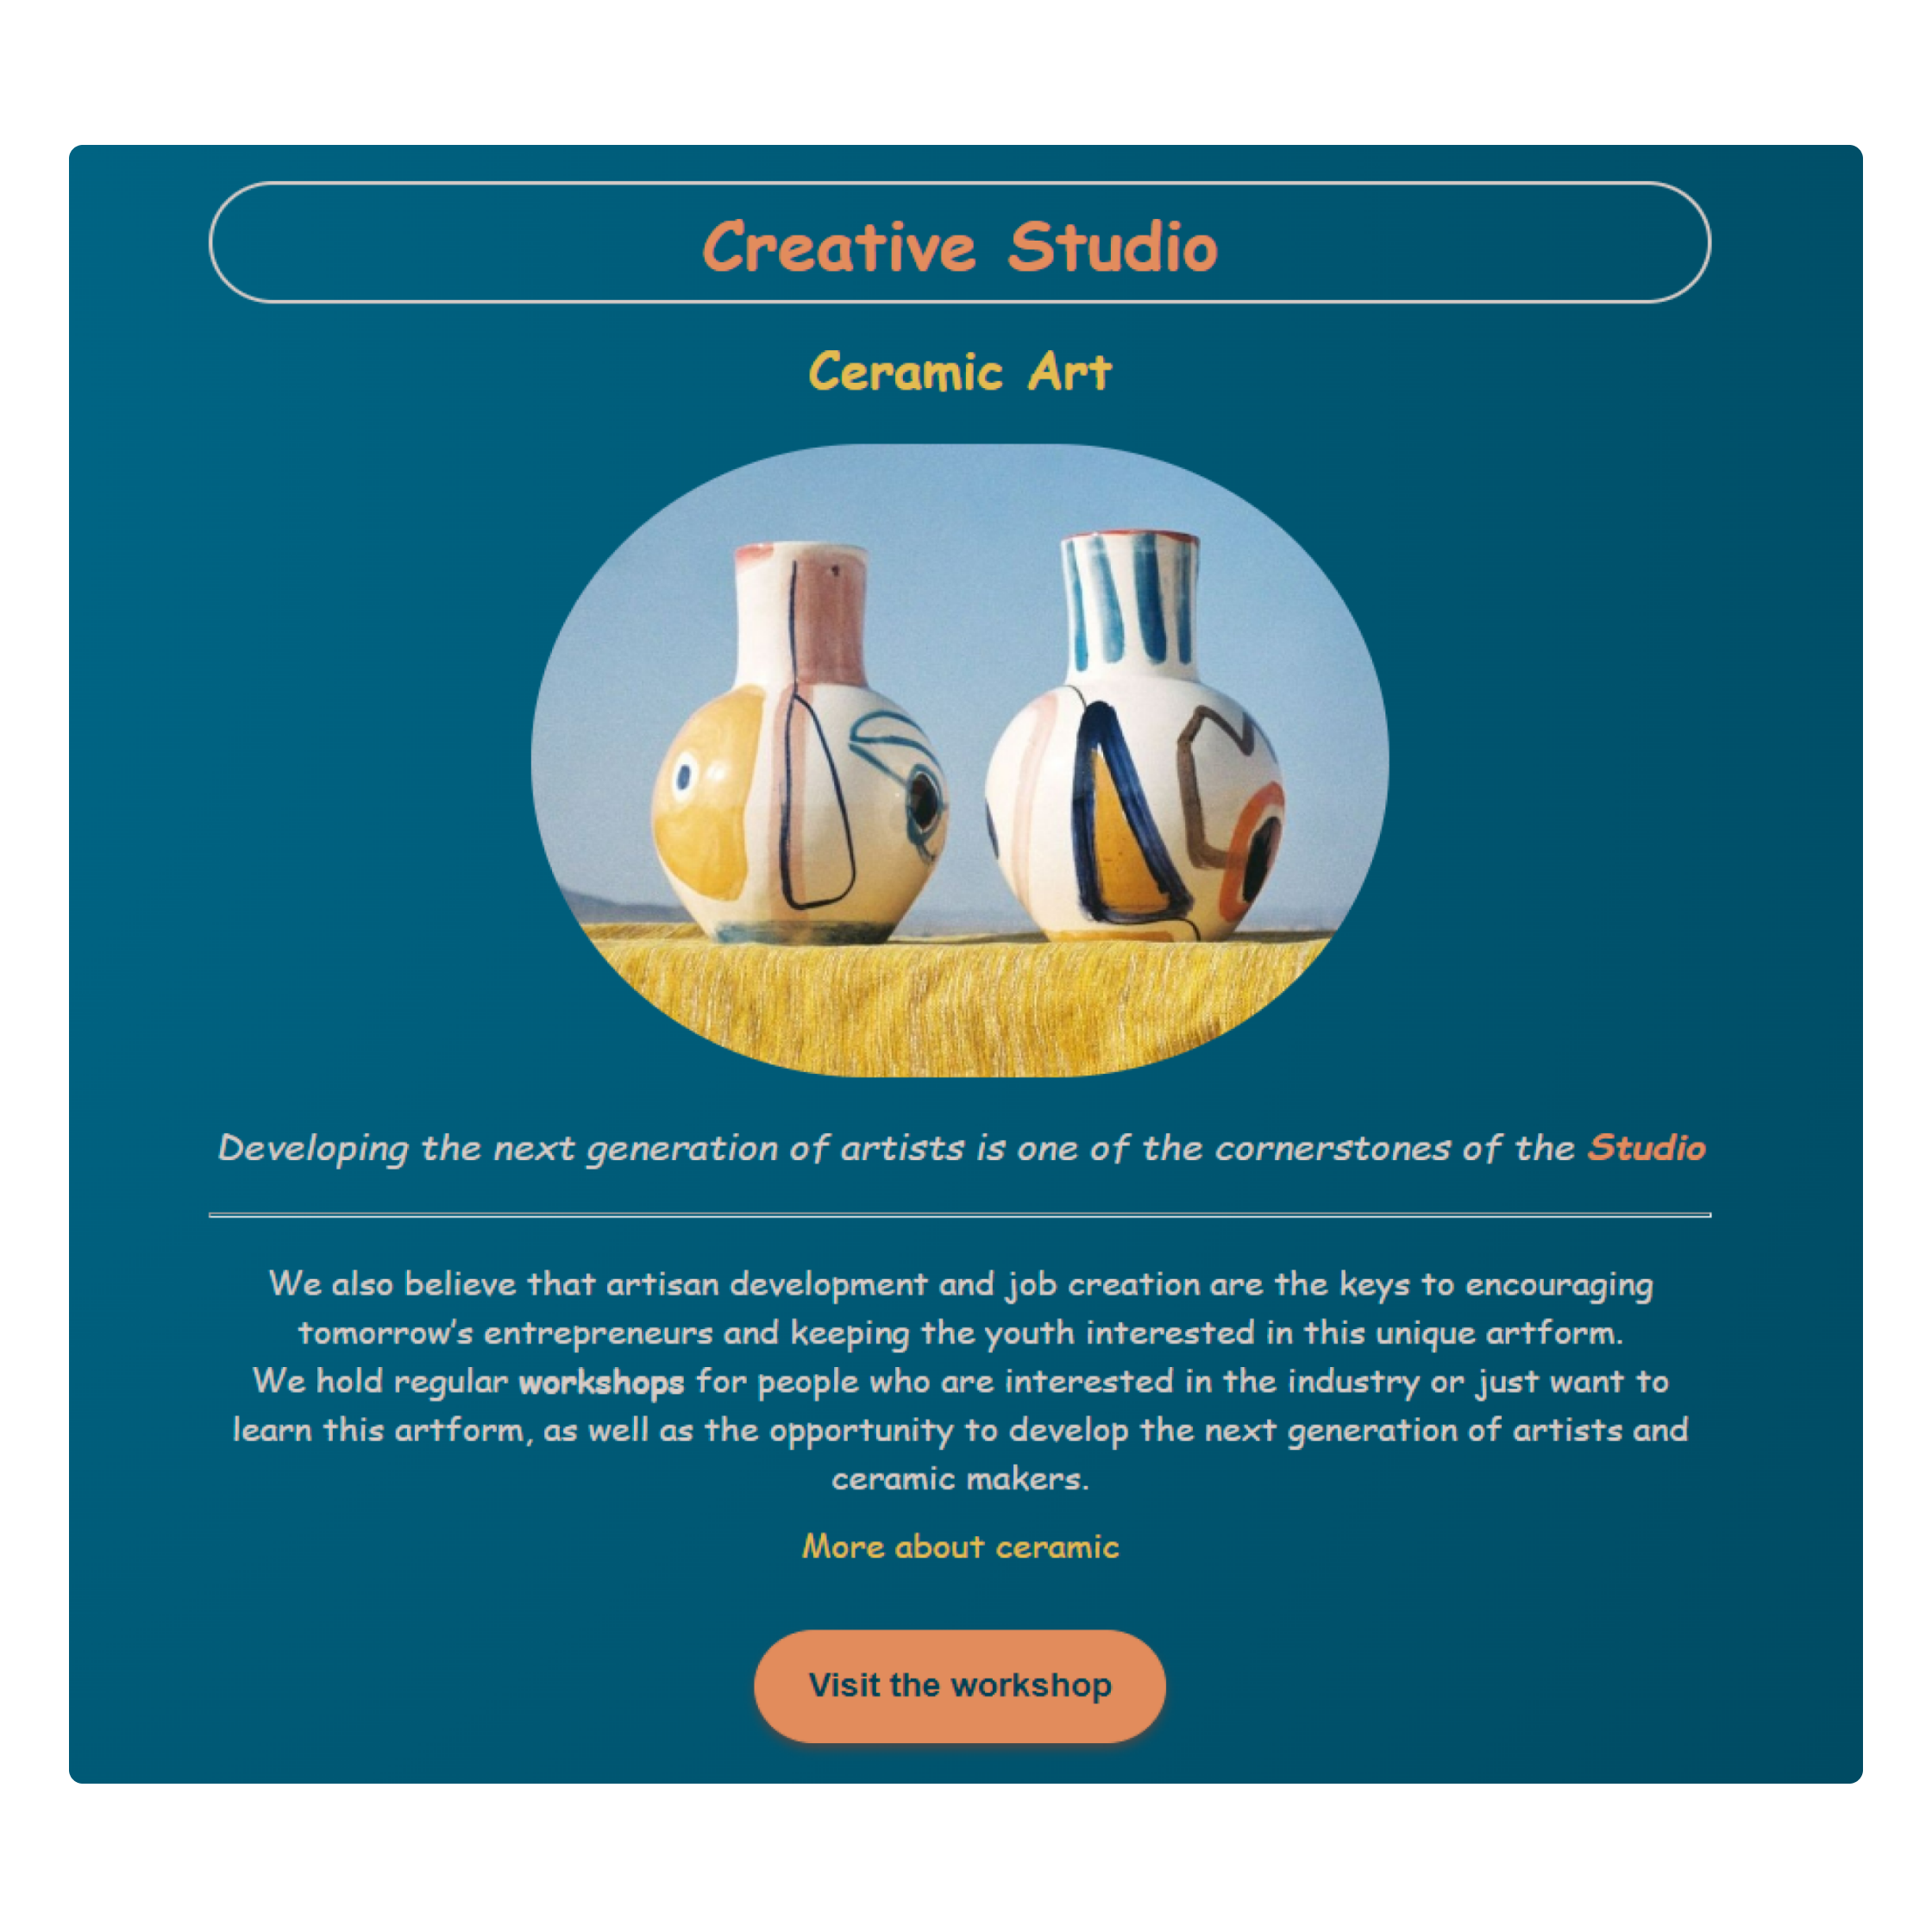 Creative Studio
Ceramic Art
Developing the next generation of artists is one of the cornerstones of the Studio
We also believe that artisan development and job creation are the keys to encouraging
tomorrow's entrepreneurs and keeping the youth interested in this unique artform.
We hold regular workshops for people who are interested in the industry or just want to
learn this artform, as well as the opportunity to develop the next generation of artists and
ceramic makers.
More about ceramic
Visit the workshop